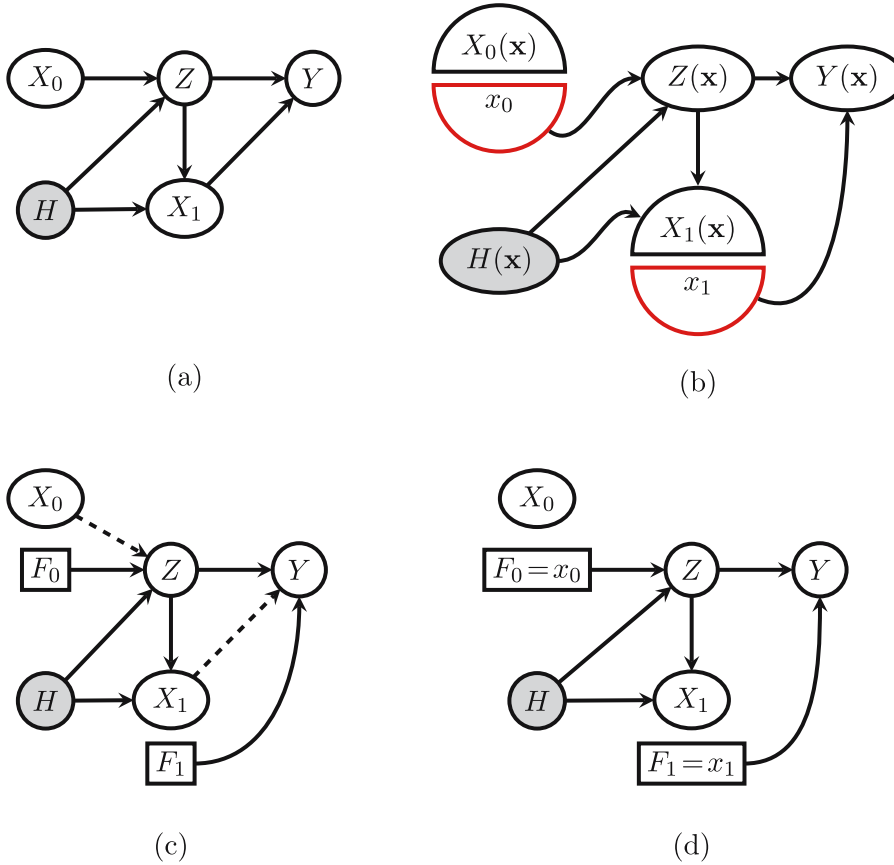 X₀ Z Y
H X₁
(a)
X₀(𝐱)
x₀
Z(𝐱) Y(𝐱)
H(𝐱)
X₁(𝐱)
x₁
(b)
X₀
F₀ Z Y
H X₁
F₁
(c)
X₀
F₀ = x₀ Z Y
H X₁
F₁ = x₁
(d)